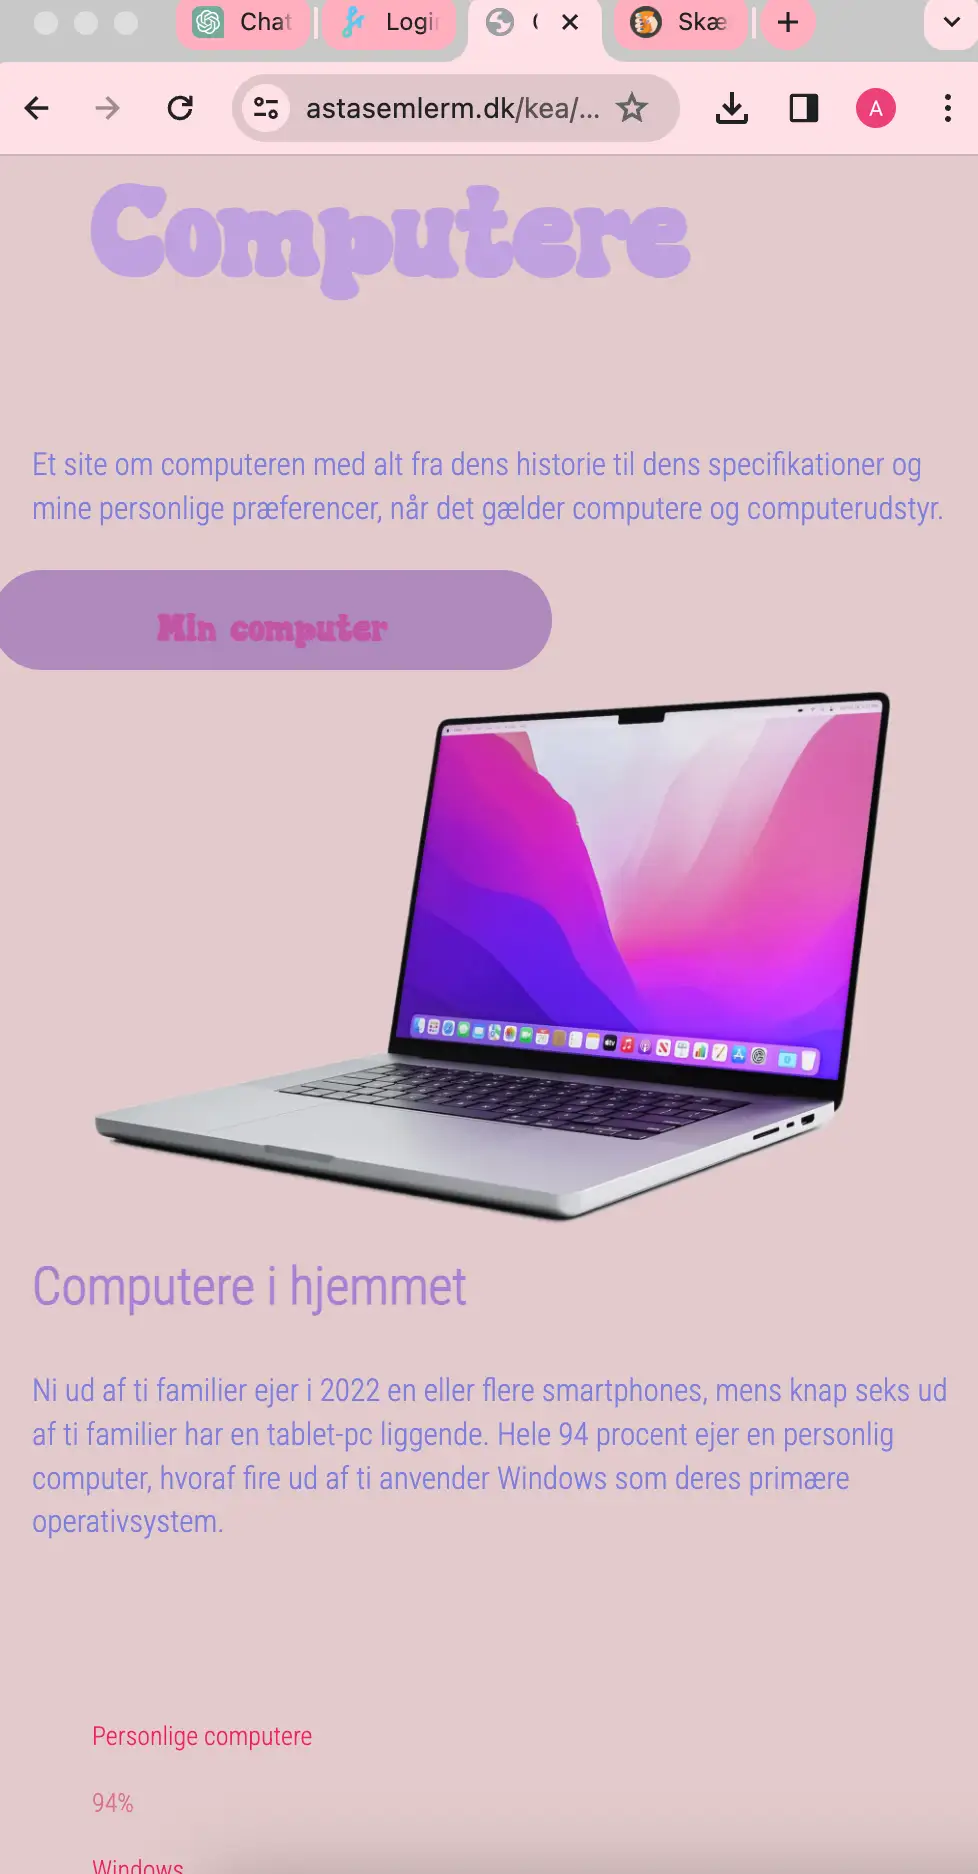 Chat
Login
Skæ
astasemlerm.dk/kea/...
A
Computere
Et site om computeren med alt fra dens historie til dens specifikationer og
mine personlige præferencer, når det gælder computere og computerudstyr.
Min computer
Computere i hjemmet
Ni ud af ti familier ejer i 2022 en eller flere smartphones, mens knap seks ud
af ti familier har en tablet-pc liggende. Hele 94 procent ejer en personlig
computer, hvoraf fire ud af ti anvender Windows som deres primære
operativsystem.
Personlige computere
94%
Windows